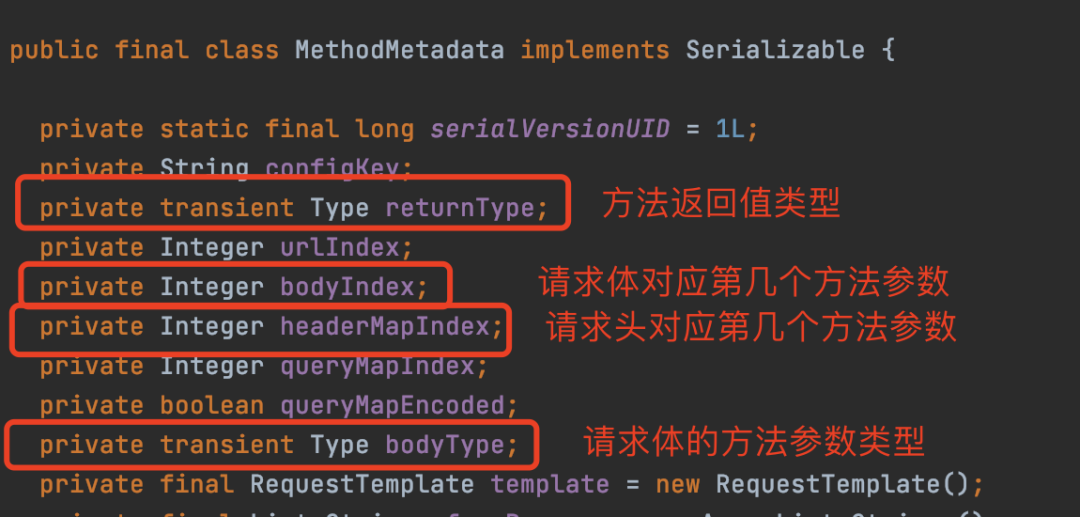 public final class MethodMetadata implements Serializable {
private static final long serialVersionUID = 1L;
private String configKey;
private transient Type returnType; 方法返回值类型
private Integer urlIndex;
private Integer bodyIndex; 请求体对应第几个方法参数
private Integer headerMapIndex; 请求头对应第几个方法参数
private Integer queryMapIndex;
private boolean queryMapEncoded;
private transient Type bodyType; 请求体的方法参数类型
private final RequestTemplate template = new RequestTemplate();